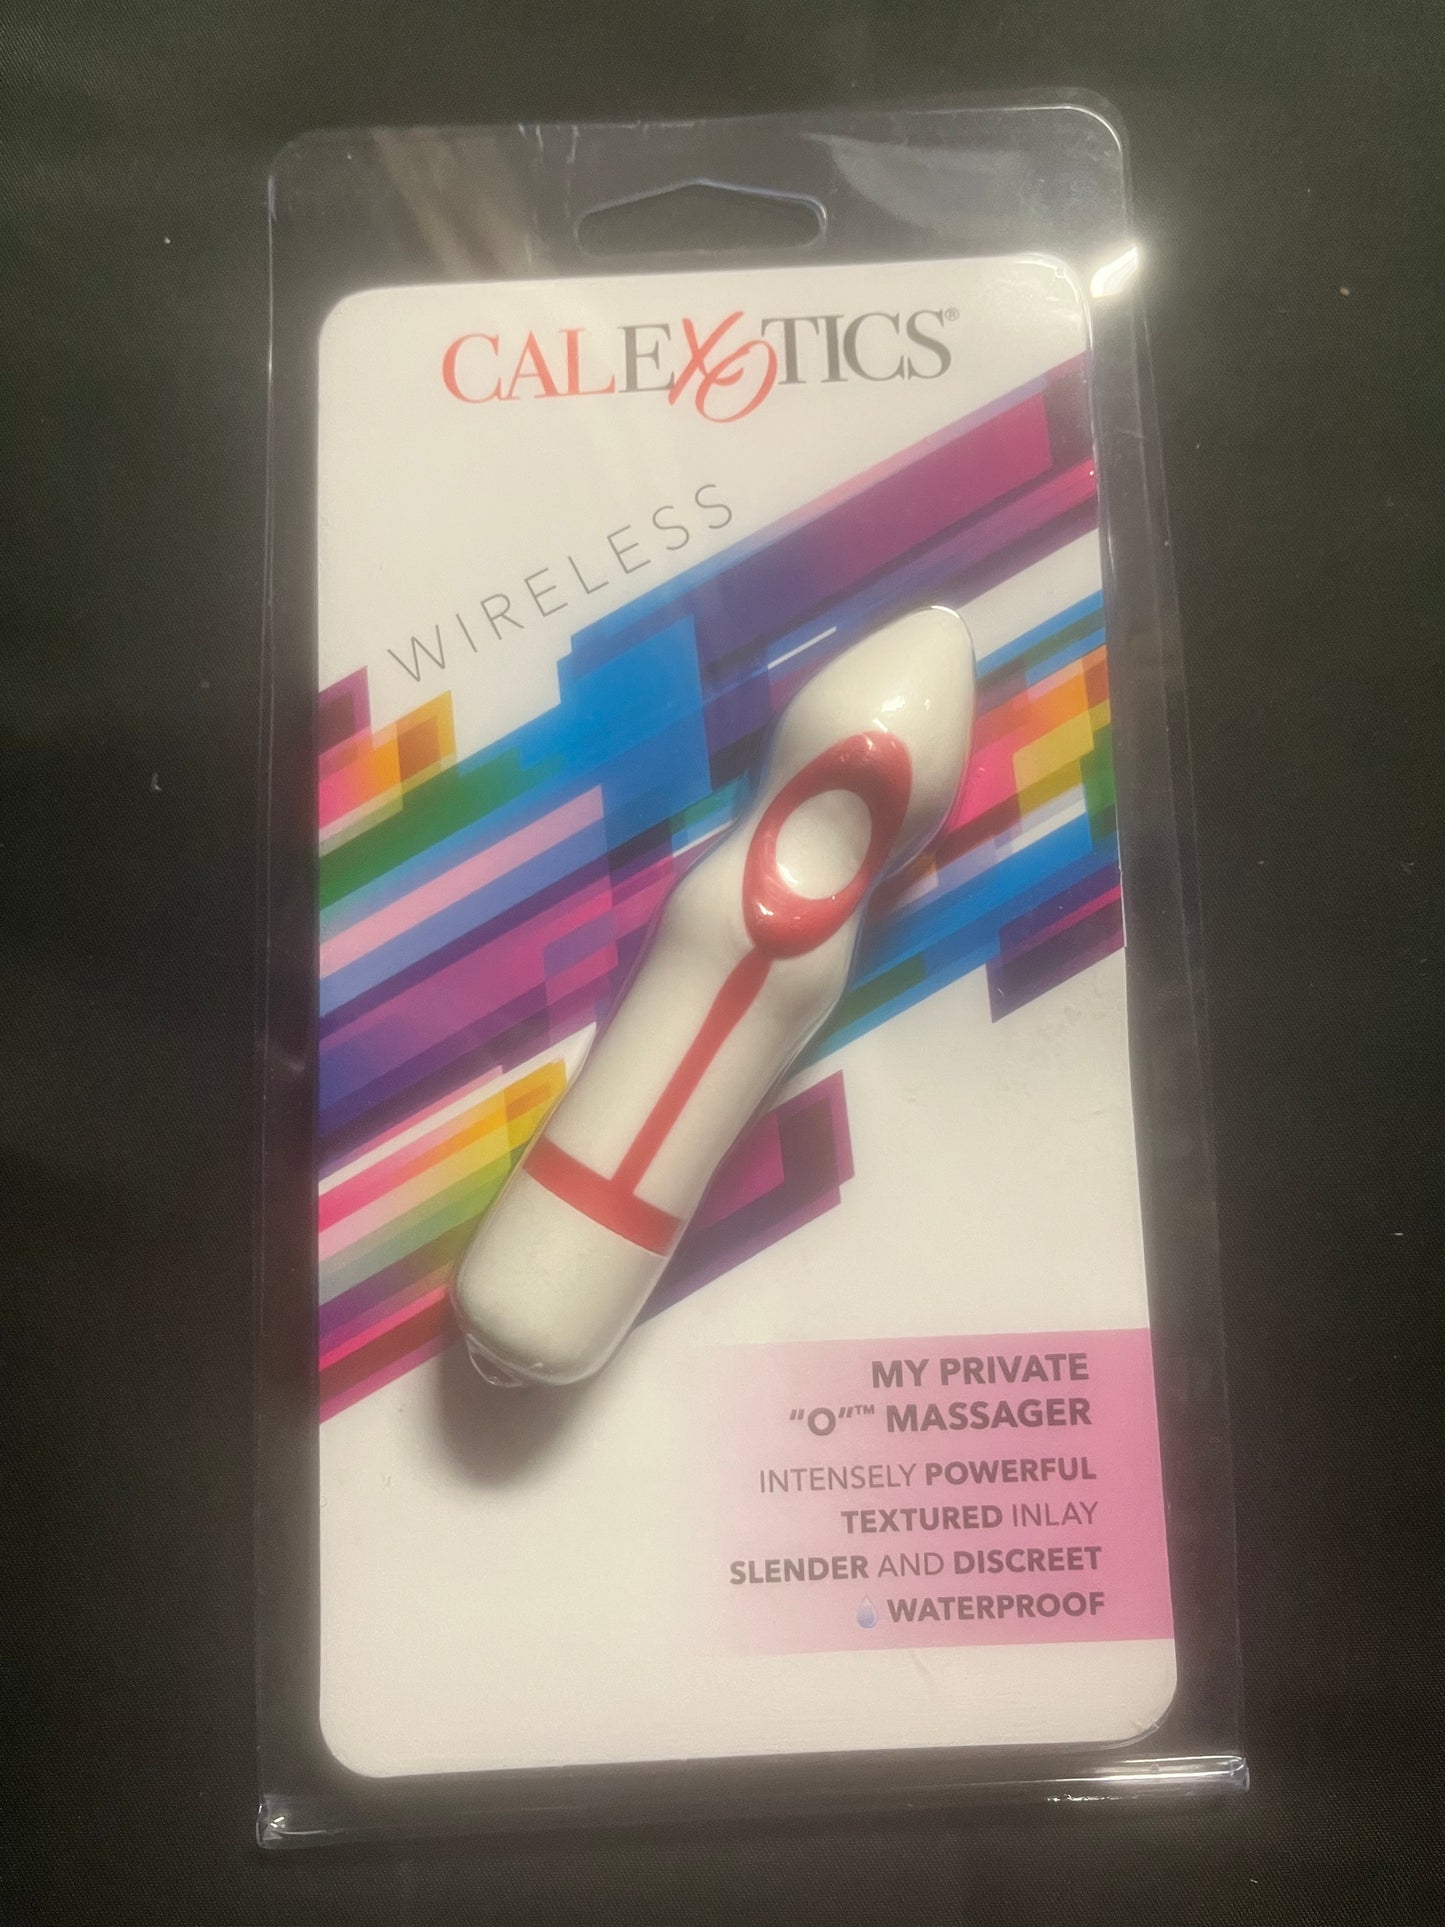 CALEXOTICS®
WIRELESS
MY PRIVATE
"O"™ MASSAGER
INTENSELY POWERFUL
TEXTURED INLAY
SLENDER AND DISCREET
WATERPROOF